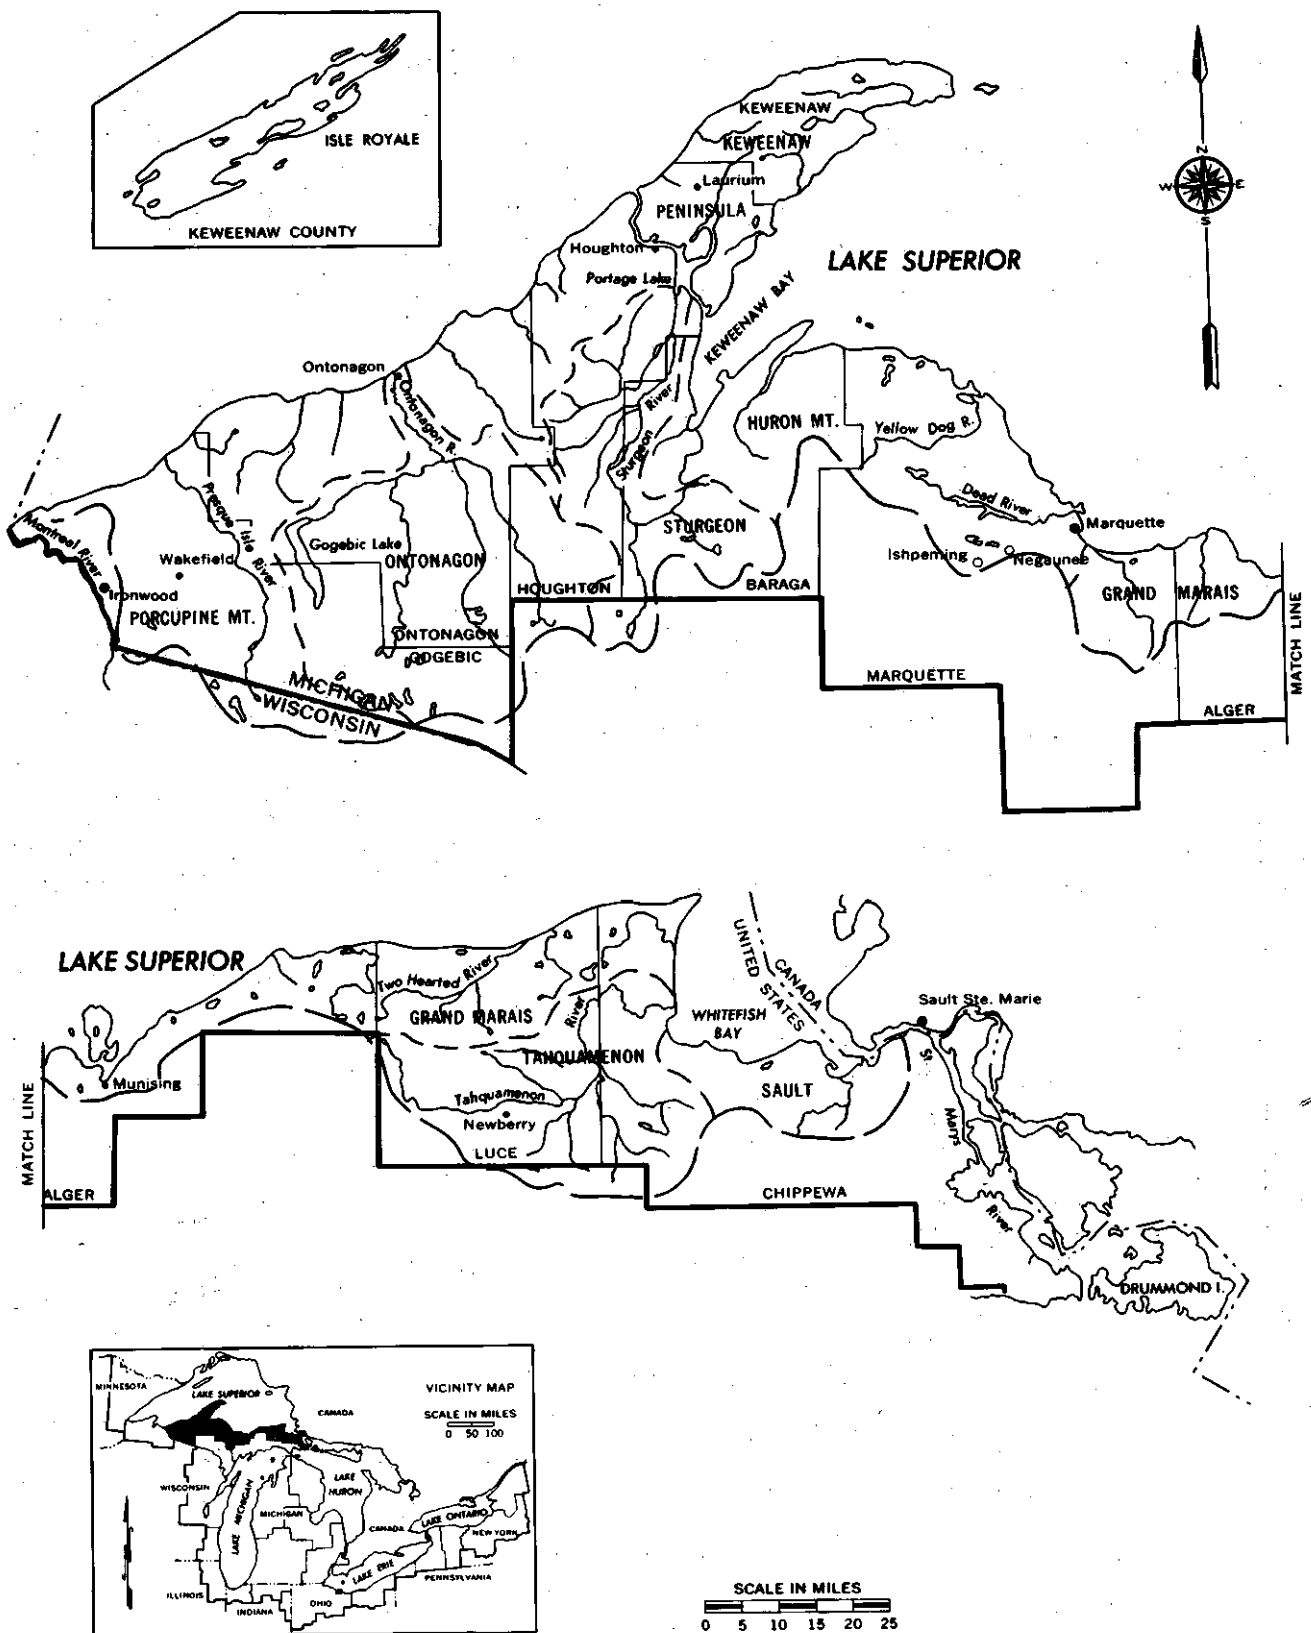 ISLE ROYALE
KEWEENAW COUNTY
KEWEENAW
KEWEENAW
Laurium
PENINSULA
Houghton
Portage Lake
LAKE SUPERIOR
KEWEENAW BAY
N
W E
S
Ontonagon
Ontonagon R.
Sturgeon River
HURON MT.
Yellow Dog R.
Dead River
Marquette
Ishpeming
Negaunee
Montreal River
Presque Isle River
Wakefield
Ironwood
PORCUPINE MT.
Gogebic Lake
ONTONAGON
STURGEON
HOUGHTON
BARAGA
GRAND MARAIS
ONTONAGON
GOGEBIC
MICHIGAN
WISCONSIN
MARQUETTE
ALGER
MATCH LINE
LAKE SUPERIOR
Two Hearted River
GRAND MARAIS
River
TAHQUAMENON
Tahquamenon
Newberry
LUCE
Munising
MATCH LINE
ALGER
UNITED STATES
CANADA
WHITEFISH
BAY
Sault Ste. Marie
SAULT
St. Marys River
CHIPPEWA
DRUMMOND I.
VICINITY MAP
SCALE IN MILES
0 50 100
MINNESOTA
LAKE SUPERIOR
CANADA
WISCONSIN
LAKE MICHIGAN
MICHIGAN
LAKE
HURON
CANADA
LAKE ONTARIO
NEW YORK
LAKE ERIE
PENNSYLVANIA
ILLINOIS
INDIANA
OHIO
SCALE IN MILES
0 5 10 15 20 25